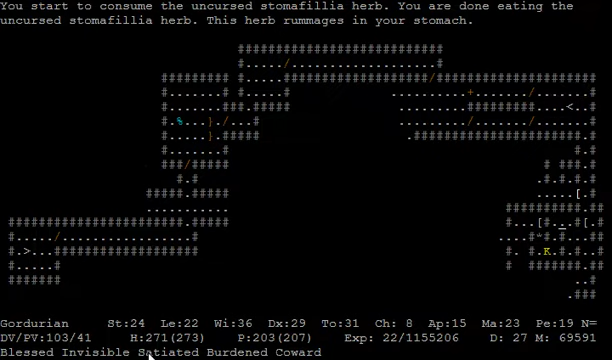 You start to consume the uncursed stomafillia herb. You are done eating the
uncursed stomafillia herb. This herb rummages in your stomach.
Gordurian St:24 Le:22 Wi:36 Dx:29 To:31 Ch: 8 Ap:15 Ma:23 Pe:19 N=
DV/PV:103/41 H:271(273) P:203(207) Exp: 22/1155206 D: 27 M: 69591
Blessed Invisible Satiated Burdened Coward